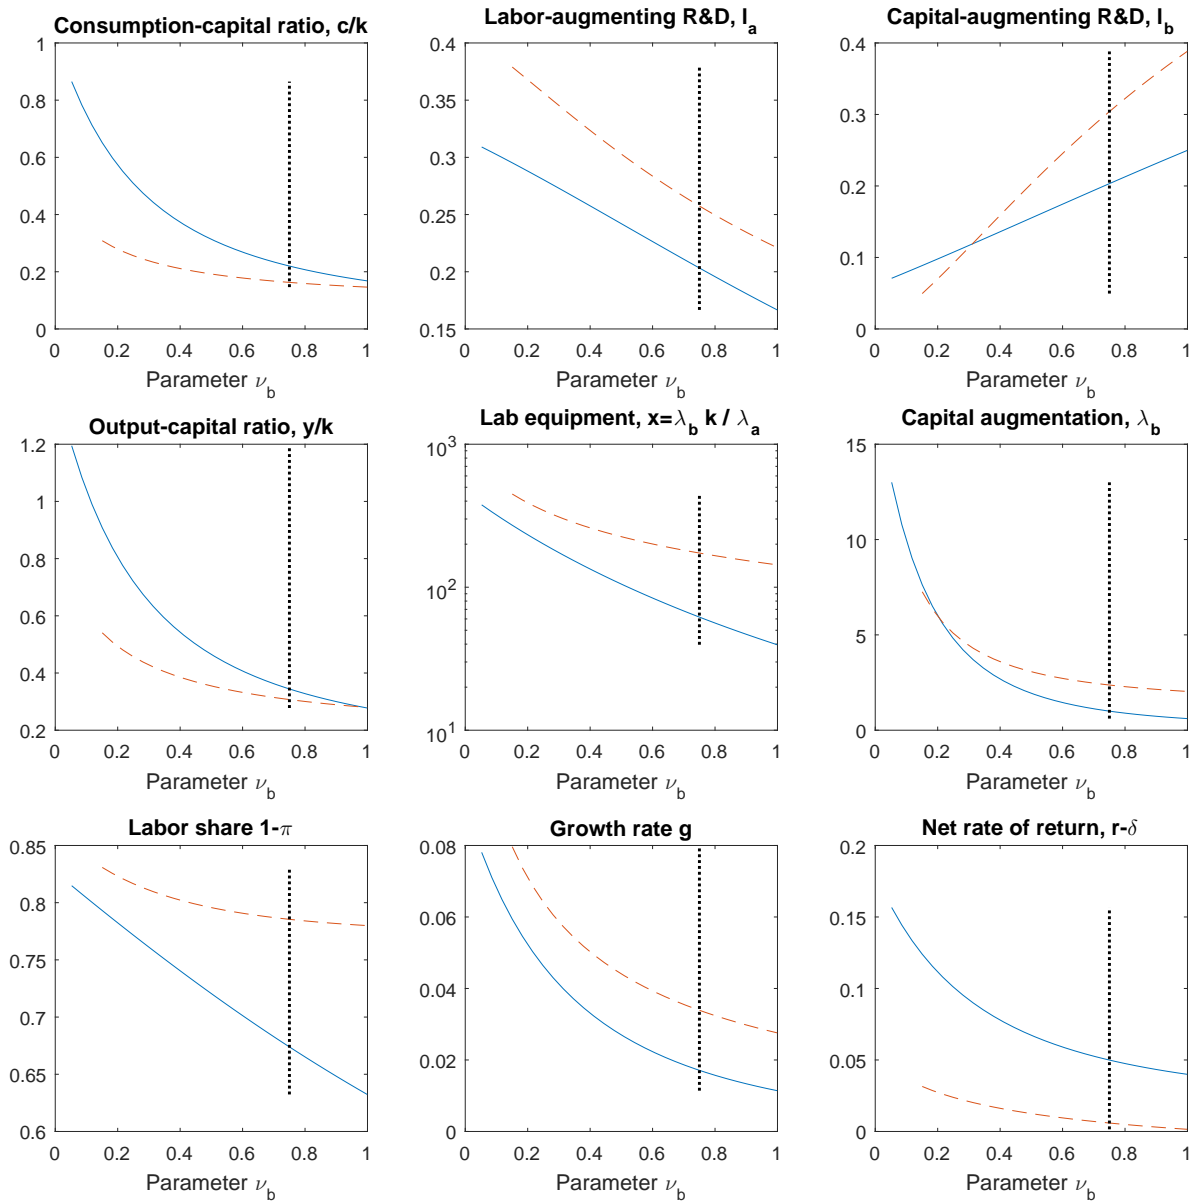 Consumption-capital ratio, c/k
1
0.8
0.6
0.4
0.2
0
0 0.2 0.4 0.6 0.8 1
Parameter ν_b
Labor-augmenting R&D, l_a
0.4
0.35
0.3
0.25
0.2
0.15
0 0.2 0.4 0.6 0.8 1
Parameter ν_b
Capital-augmenting R&D, l_b
0.4
0.3
0.2
0.1
0
0 0.2 0.4 0.6 0.8 1
Parameter ν_b
Output-capital ratio, y/k
1.2
1
0.8
0.6
0.4
0.2
0 0.2 0.4 0.6 0.8 1
Parameter ν_b
Lab equipment, x=λ_b k / λ_a
10^3
10^2
10^1
0 0.2 0.4 0.6 0.8 1
Parameter ν_b
Capital augmentation, λ_b
15
10
5
0
0 0.2 0.4 0.6 0.8 1
Parameter ν_b
Labor share 1-π
0.85
0.8
0.75
0.7
0.65
0.6
0 0.2 0.4 0.6 0.8 1
Parameter ν_b
Growth rate g
0.08
0.06
0.04
0.02
0
0 0.2 0.4 0.6 0.8 1
Parameter ν_b
Net rate of return, r-δ
0.2
0.15
0.1
0.05
0
0 0.2 0.4 0.6 0.8 1
Parameter ν_b